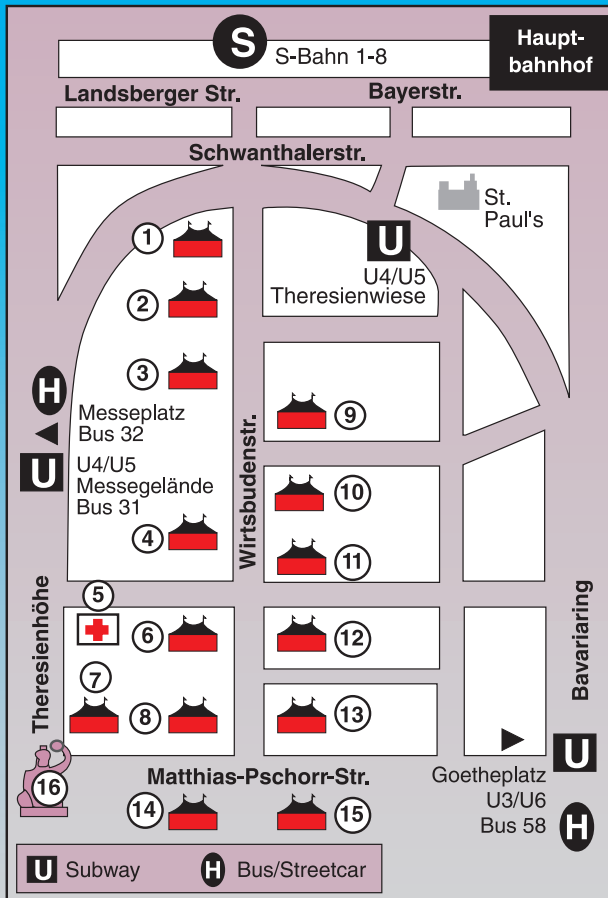 S
S-Bahn 1-8
Haupt-
bahnhof
Landsberger Str.
Bayerstr.
Schwanthalerstr.
St.
Paul's
U
U4/U5
Theresienwiese
1
2
3
H
Messeplatz
Bus 32
U
U4/U5
Messegelände
Bus 31
Wirtsbudenstr.
9
10
4
11
Theresienhöhe
5
6
12
Bavariaring
7
8
13
16
Matthias-Pschorr-Str.
U
Goetheplatz
U3/U6
Bus 58
H
14
15
U Subway
H Bus/Streetcar